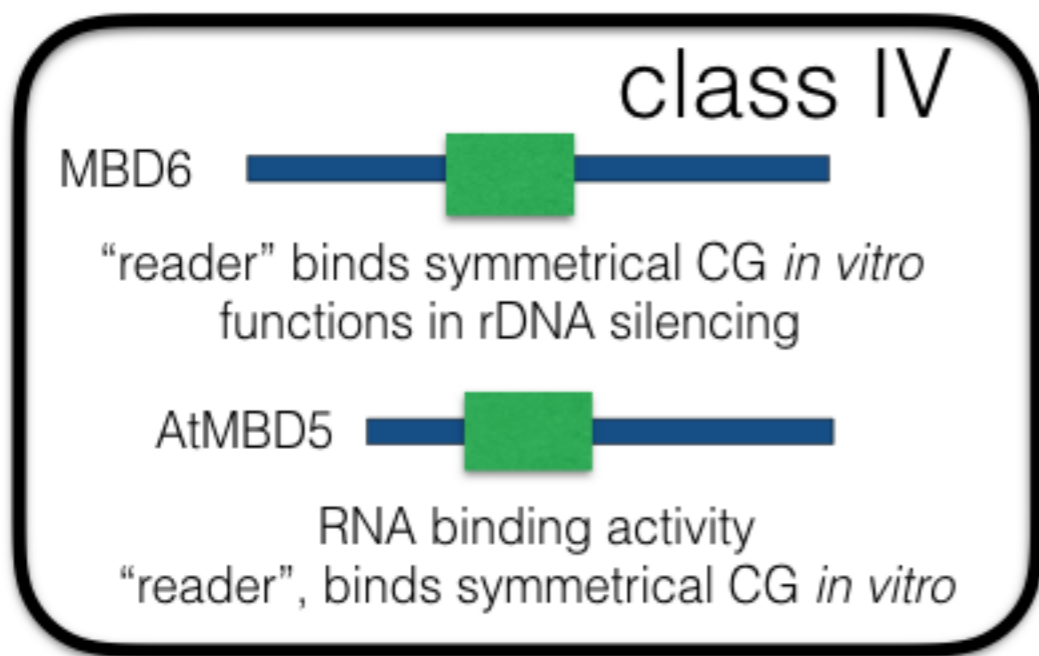 class IV
MBD6
“reader” binds symmetrical CG in vitro
functions in rDNA silencing
AtMBD5
RNA binding activity
“reader”, binds symmetrical CG in vitro